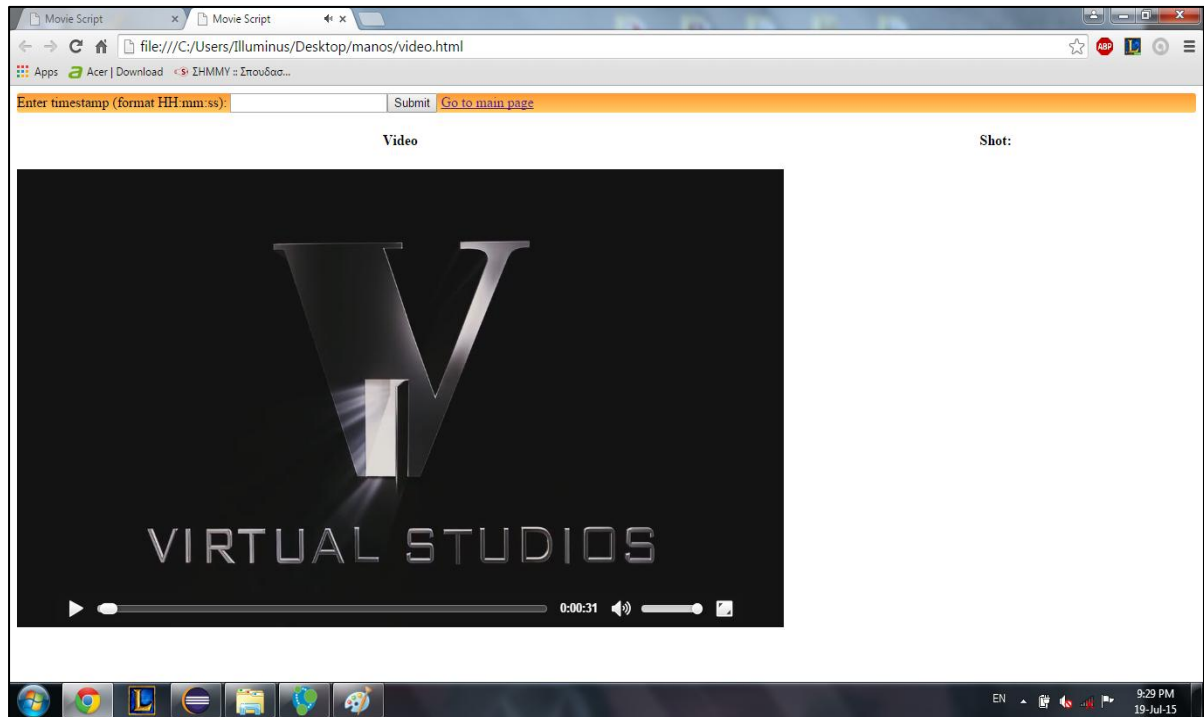 Movie Script
Movie Script
file:///C:/Users/Illuminus/Desktop/manos/video.html
ABP
L
Apps
Acer | Download
ΣΗΜΜΥ :: Σπουδασ...
Enter timestamp (format HH:mm:ss):
Submit
Go to main page
Video
Shot:
V
VIRTUAL STUDIOS
0:00:31
L
EN
9:29 PM
19-Jul-15